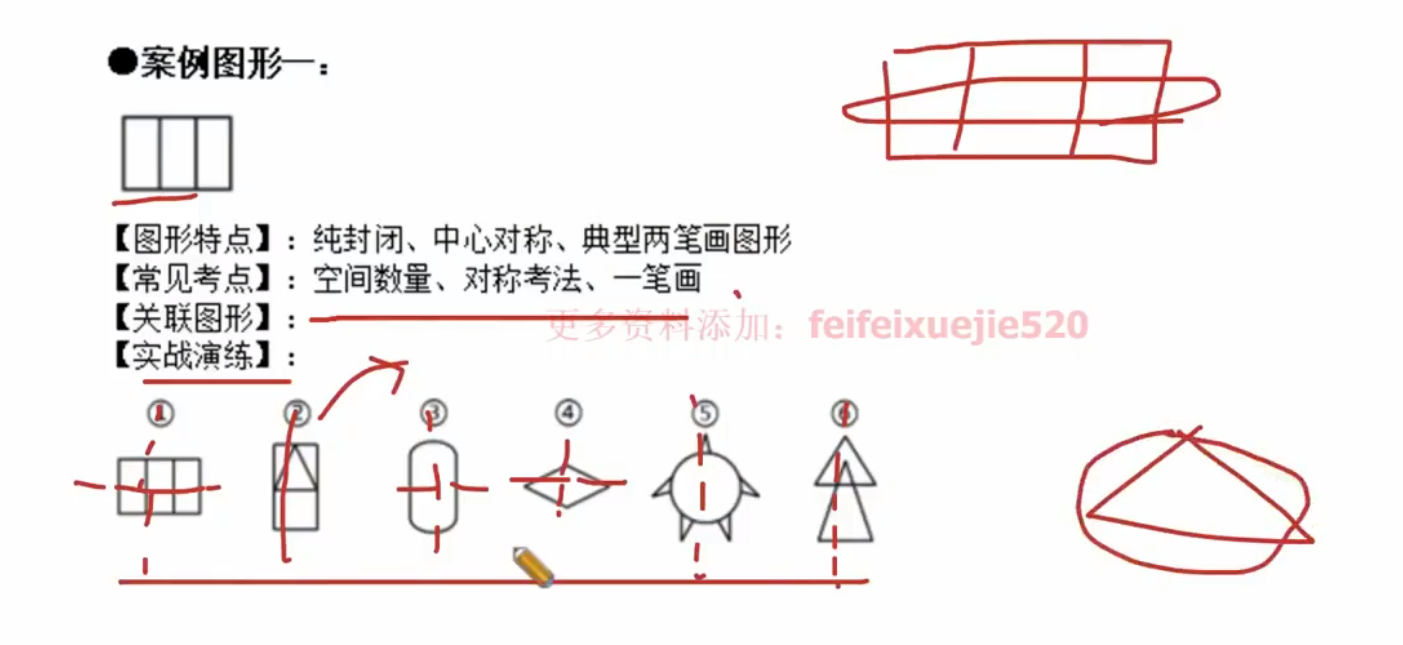 ●案例图形一：
【图形特点】：纯封闭、中心对称、典型两笔画图形
【常见考点】：空间数量、对称考法、一笔画
【关联图形】：
更多资料添加：feifeixuejie520
【实战演练】：
① ② ③ ④ ⑤ ⑥